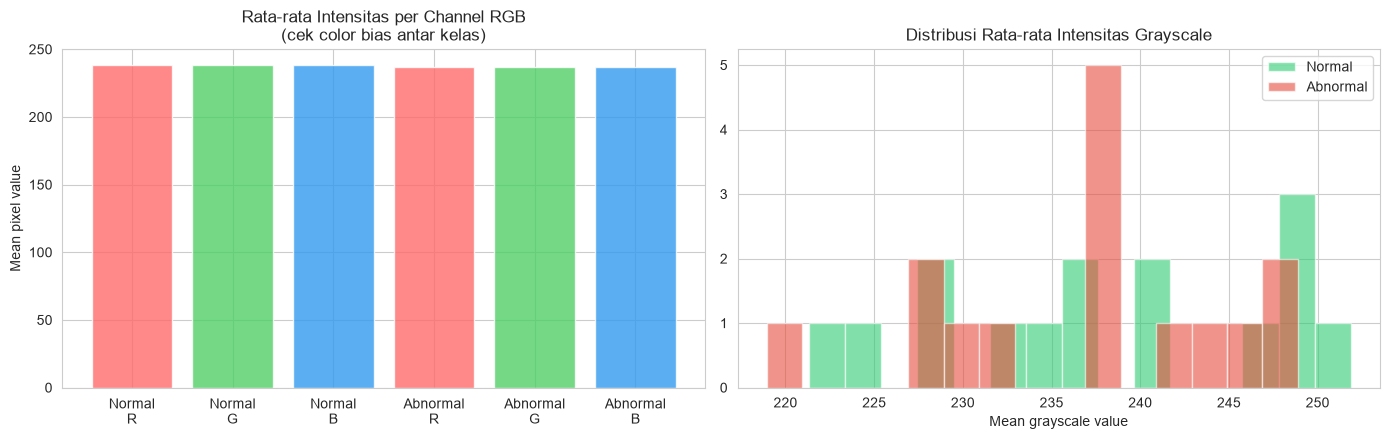 Rata-rata Intensitas per Channel RGB
(cek color bias antar kelas)
Mean pixel value
250
200
150
100
50
0
Normal
R
Normal
G
Normal
B
Abnormal
R
Abnormal
G
Abnormal
B
Distribusi Rata-rata Intensitas Grayscale
Normal
Abnormal
5
4
3
2
1
0
220 225 230 235 240 245 250
Mean grayscale value